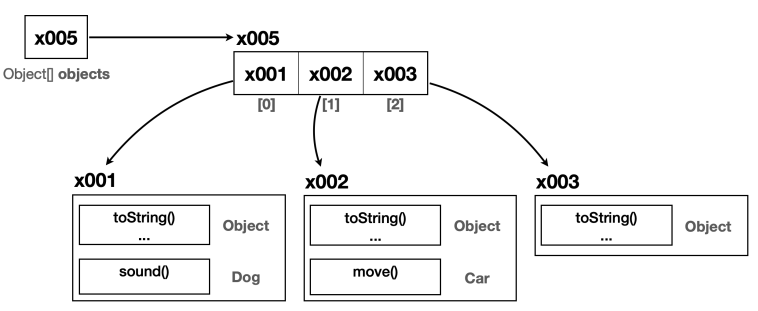 x005
x005
Object[] objects
x001 x002 x003
[0] [1] [2]
x001
toString()
...
Object
sound()
Dog
x002
toString()
...
Object
move()
Car
x003
toString()
...
Object